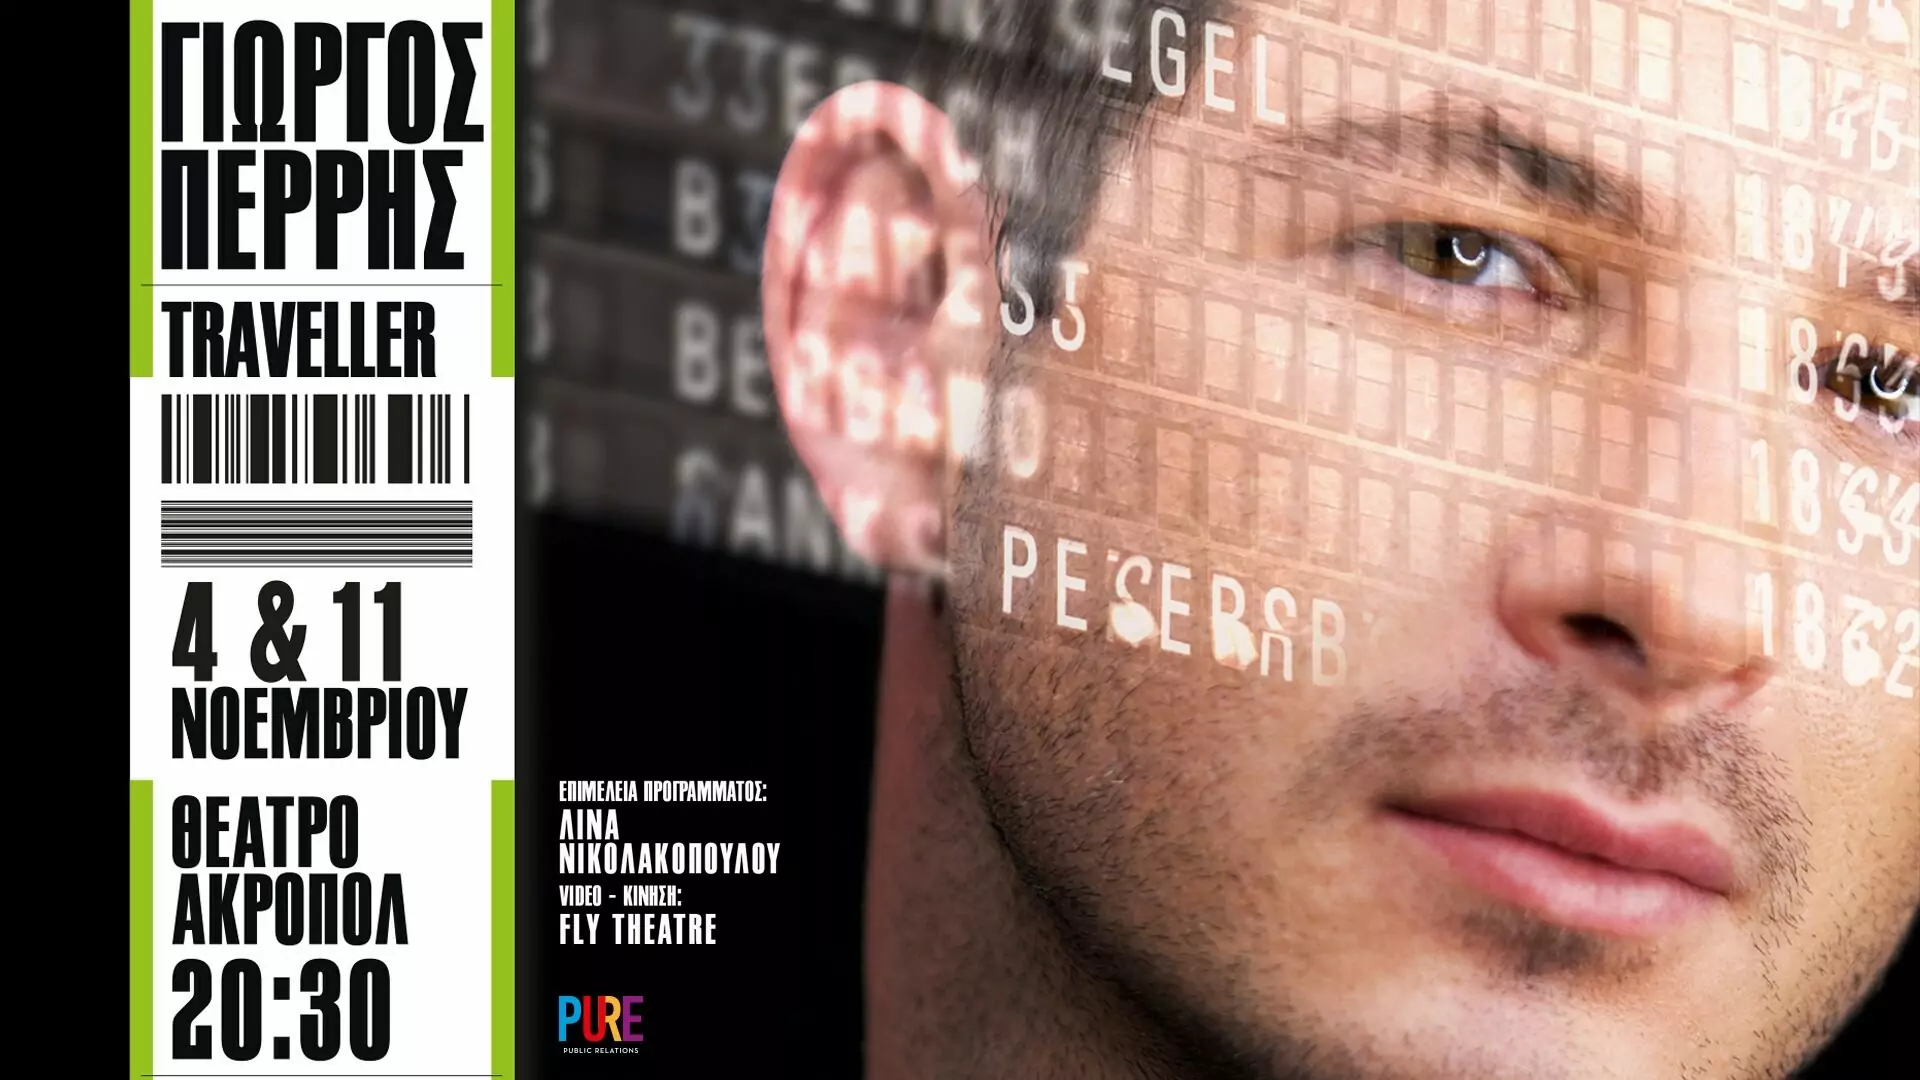 ΓΙΩΡΓΟΣ
ΠΕΡΡΗΣ
TRAVELLER
4 & 11
ΝΟΕΜΒΡΙΟΥ
ΘΕΑΤΡΟ
ΑΚΡΟΠΟΛ
20:30
ΕΠΙΜΕΛΕΙΑ ΠΡΟΓΡΑΜΜΑΤΟΣ:
ΛΙΝΑ
ΝΙΚΟΛΑΚΟΠΟΥΛΟΥ
VIDEO - ΚΙΝΗΣΗ:
FLY THEATRE
PURE
PUBLIC RELATIONS